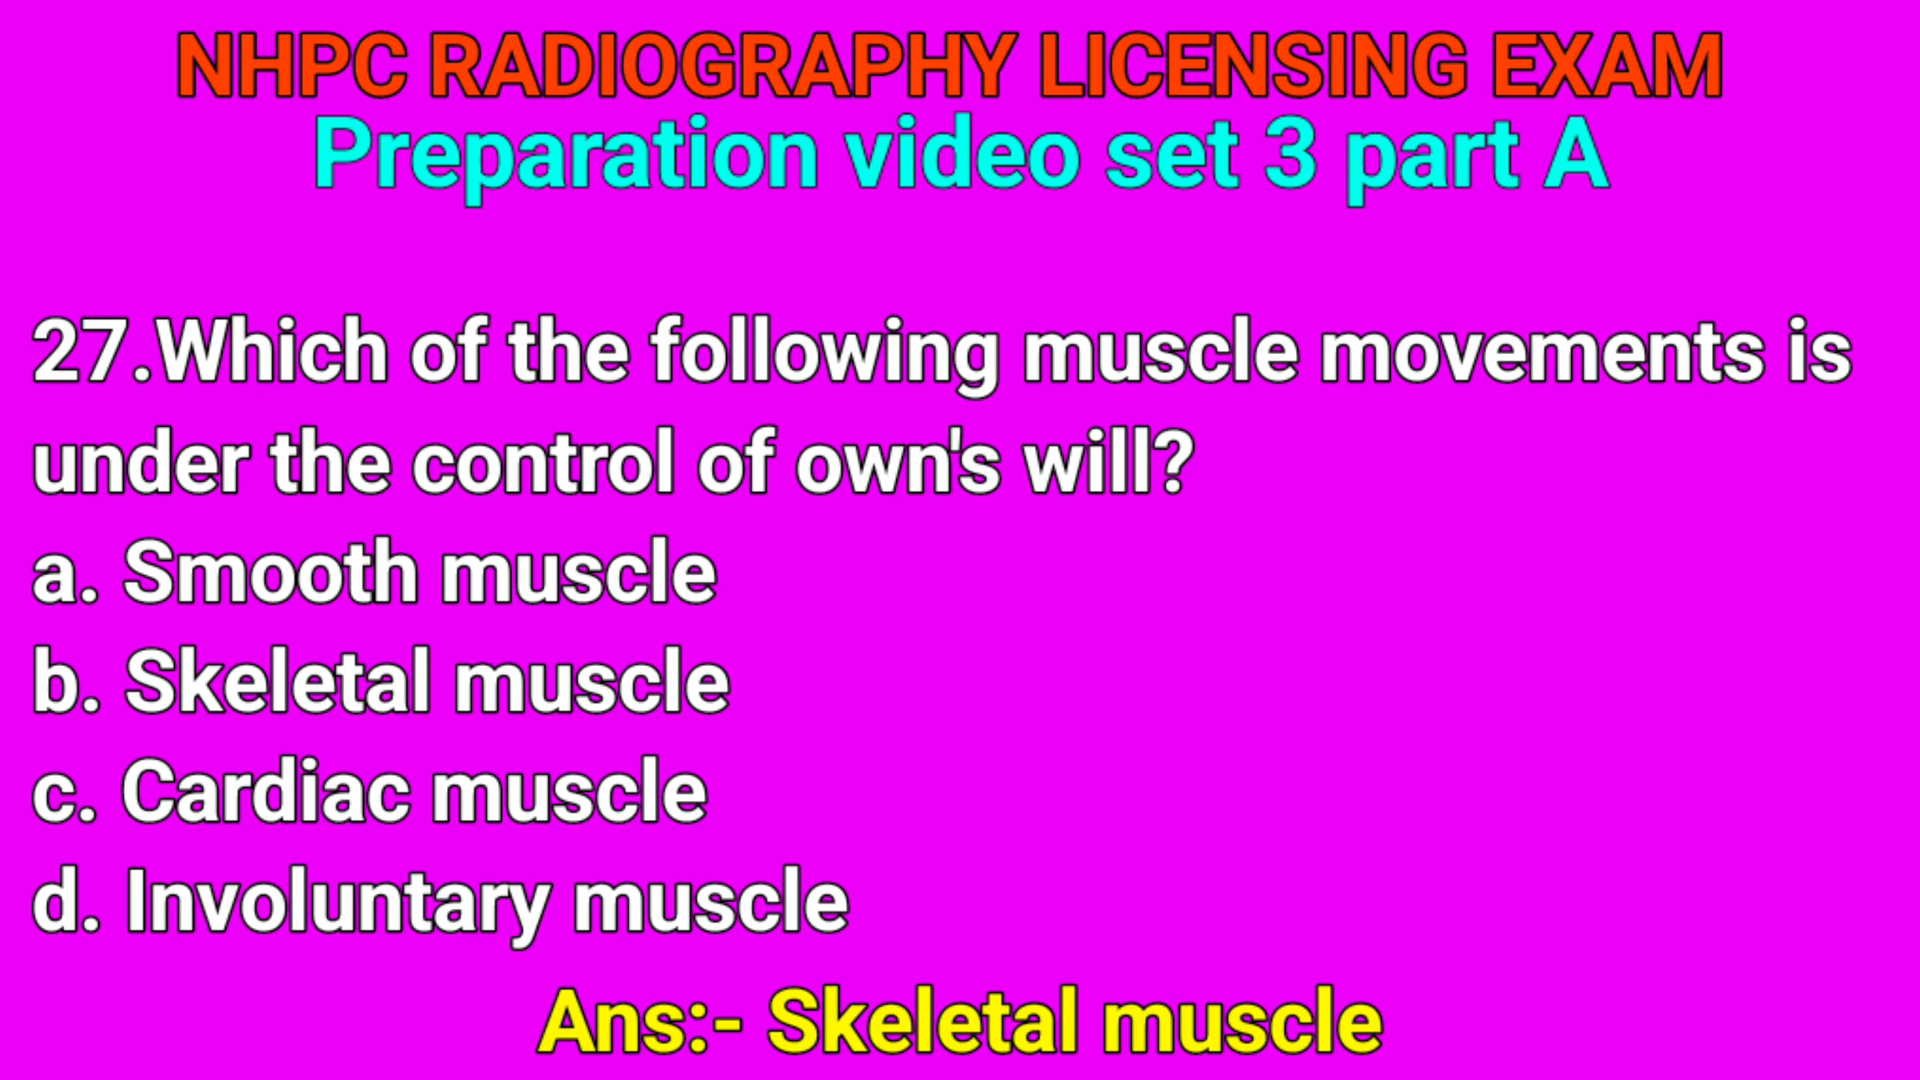 NHPC RADIOGRAPHY LICENSING EXAM
Preparation video set 3 part A
27.Which of the following muscle movements is
under the control of own's will?
a. Smooth muscle
b. Skeletal muscle
c. Cardiac muscle
d. Involuntary muscle
Ans:- Skeletal muscle